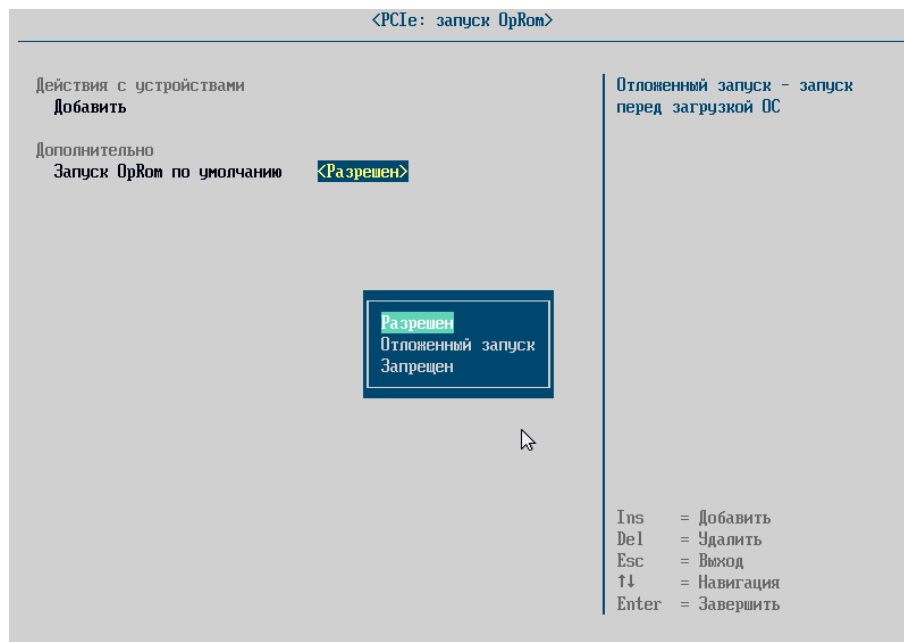 <PCIe: запуск OpRom>
Действия с устройствами
Добавить
Дополнительно
Запуск OpRom по умолчанию <Разрешен>
Разрешен
Отложенный запуск
Запрещен
Отложенный запуск - запуск
перед загрузкой ОС
Ins = Добавить
Del = Удалить
Esc = Выход
↑↓ = Навигация
Enter = Завершить